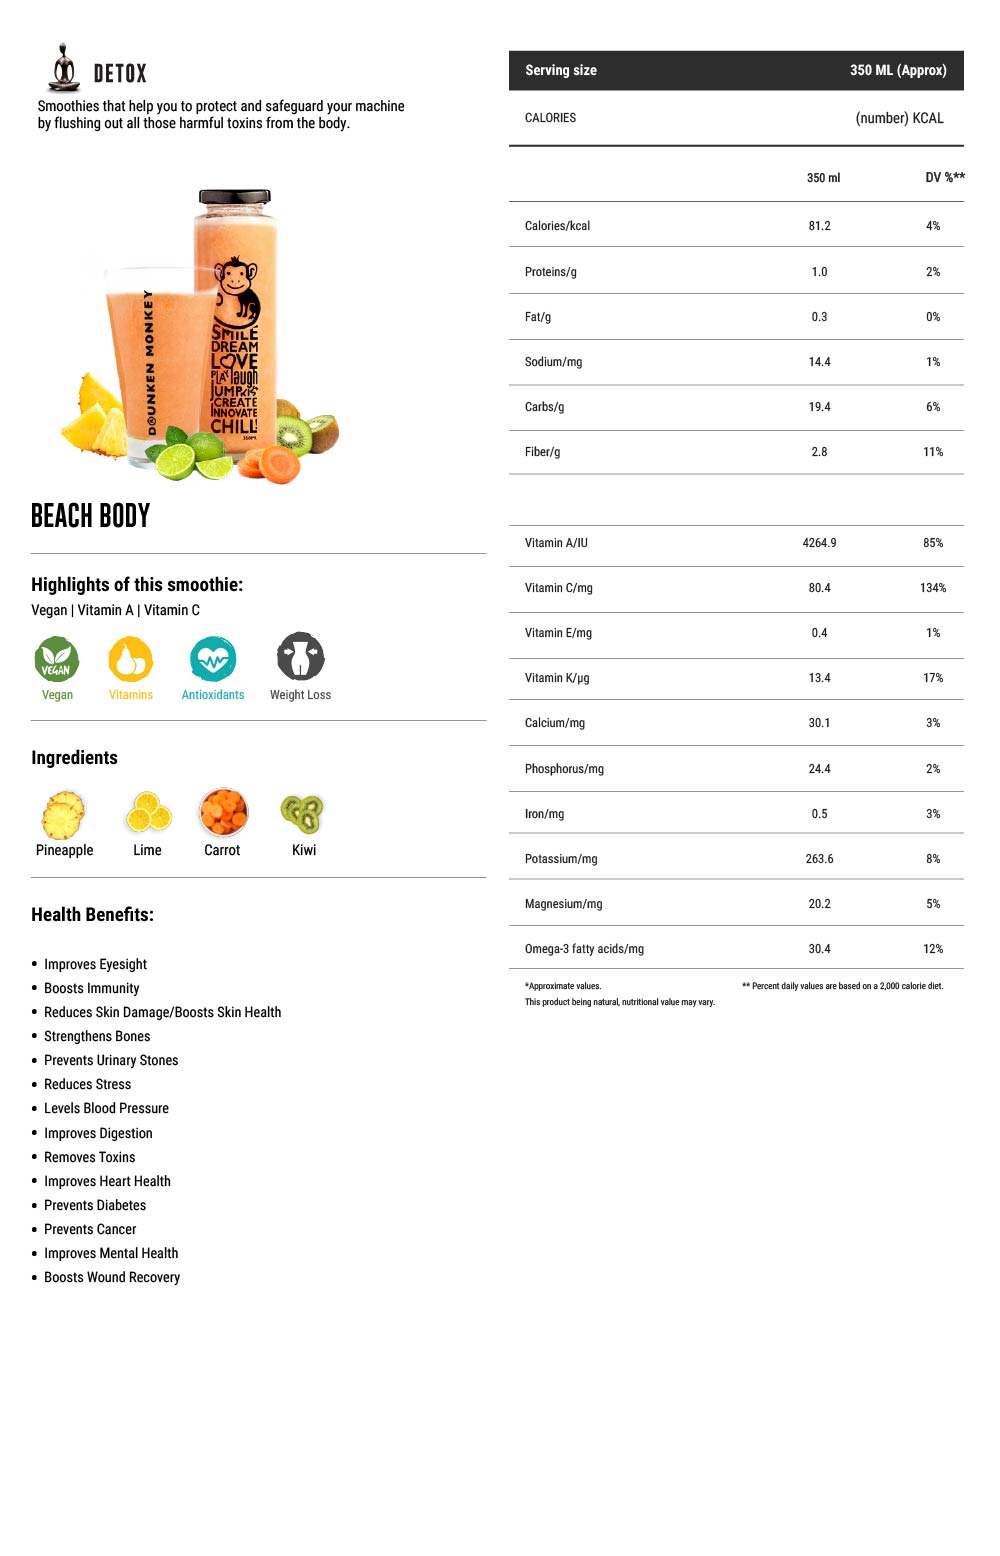 DETOX
Smoothies that help you to protect and safeguard your machine
by flushing out all those harmful toxins from the body.
DRUNKEN MONKEY
SMILE
DREAM
LOVE
PLAY laugh
JUMP KISS
CREATE
INNOVATE
CHILL!
350ML
BEACH BODY
Highlights of this smoothie:
Vegan | Vitamin A | Vitamin C
VEGAN
Vegan Vitamins Antioxidants Weight Loss
Ingredients
Pineapple Lime Carrot Kiwi
Health Benefits:
• Improves Eyesight
• Boosts Immunity
• Reduces Skin Damage/Boosts Skin Health
• Strengthens Bones
• Prevents Urinary Stones
• Reduces Stress
• Levels Blood Pressure
• Improves Digestion
• Removes Toxins
• Improves Heart Health
• Prevents Diabetes
• Prevents Cancer
• Improves Mental Health
• Boosts Wound Recovery
Serving size 350 ML (Approx)
CALORIES (number) KCAL
350 ml DV %**
Calories/kcal 81.2 4%
Proteins/g 1.0 2%
Fat/g 0.3 0%
Sodium/mg 14.4 1%
Carbs/g 19.4 6%
Fiber/g 2.8 11%
Vitamin A/IU 4264.9 85%
Vitamin C/mg 80.4 134%
Vitamin E/mg 0.4 1%
Vitamin K/µg 13.4 17%
Calcium/mg 30.1 3%
Phosphorus/mg 24.4 2%
Iron/mg 0.5 3%
Potassium/mg 263.6 8%
Magnesium/mg 20.2 5%
Omega-3 fatty acids/mg 30.4 12%
*Approximate values. ** Percent daily values are based on a 2,000 calorie diet.
This product being natural, nutritional value may vary.